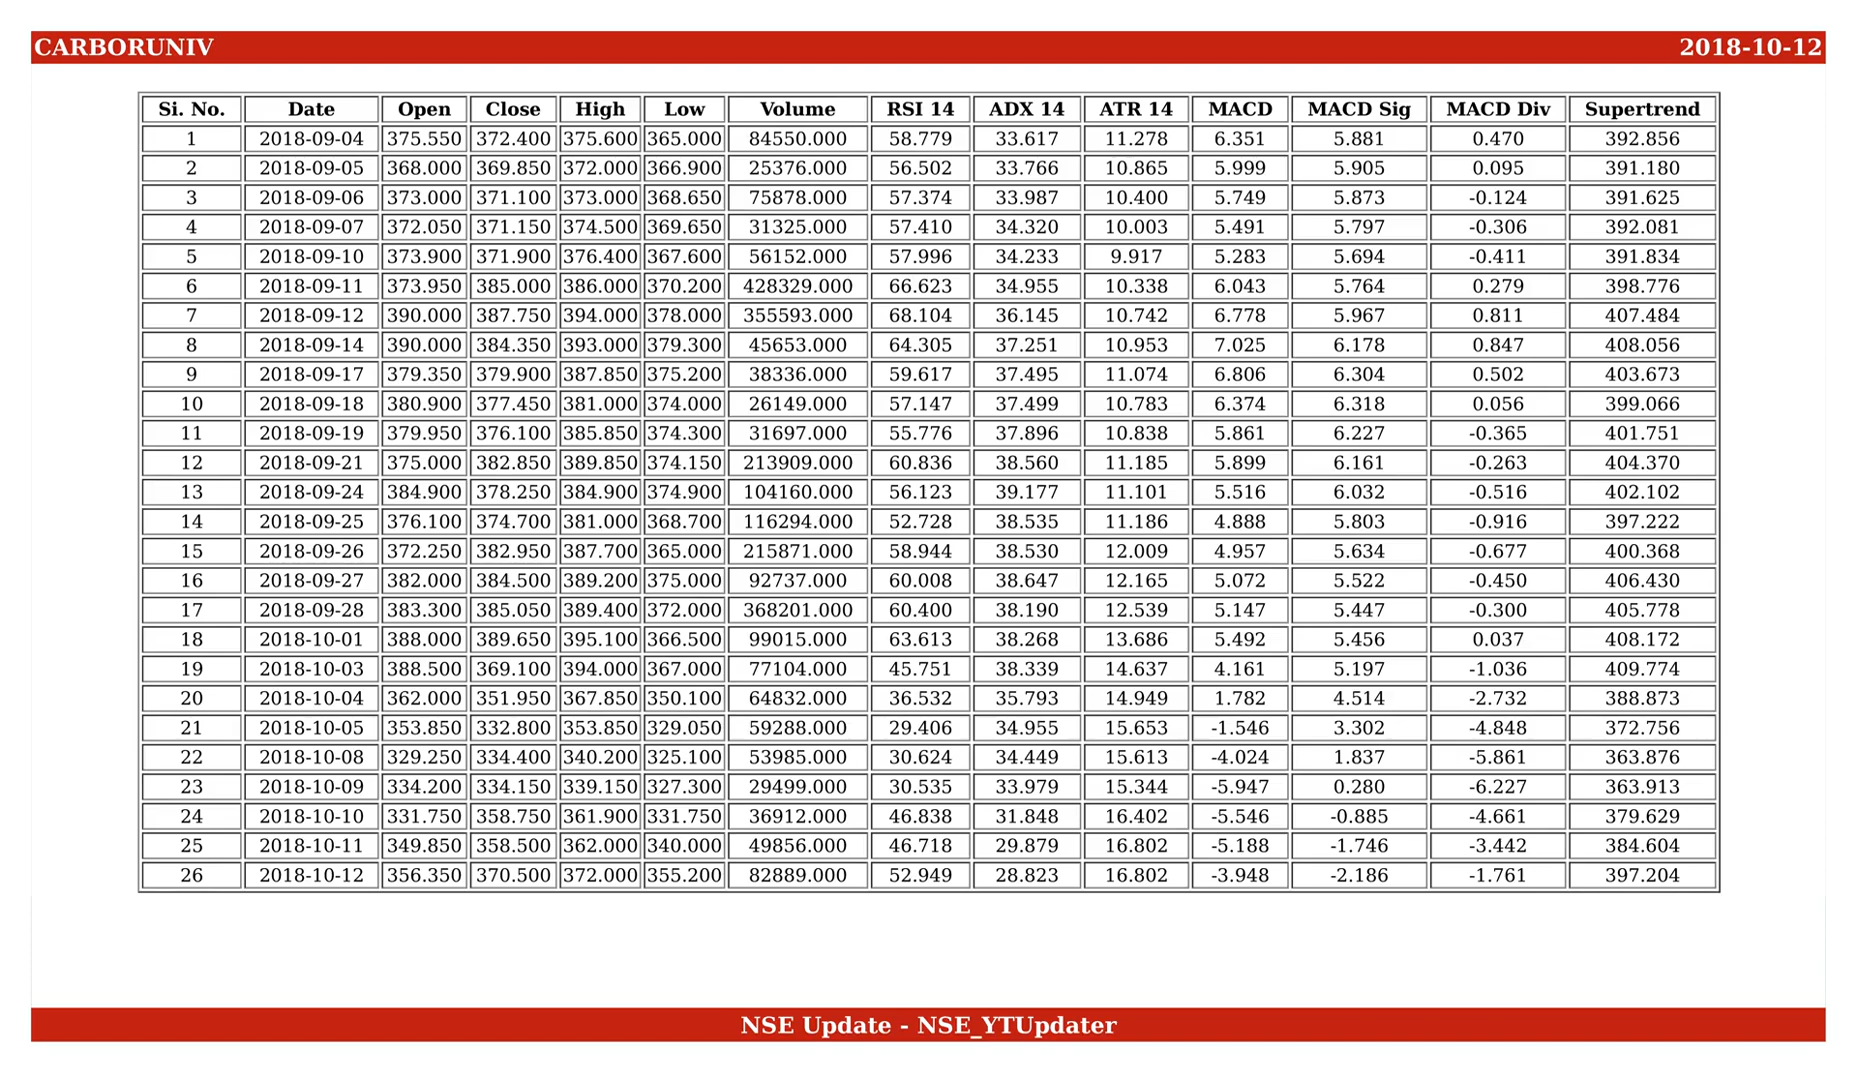 CARBORUNIV 2018-10-12
Si. No. Date Open Close High Low Volume RSI 14 ADX 14 ATR 14 MACD MACD Sig MACD Div Supertrend
1 2018-09-04 375.550 372.400 375.600 365.000 84550.000 58.779 33.617 11.278 6.351 5.881 0.470 392.856
2 2018-09-05 368.000 369.850 372.000 366.900 25376.000 56.502 33.766 10.865 5.999 5.905 0.095 391.180
3 2018-09-06 373.000 371.100 373.000 368.650 75878.000 57.374 33.987 10.400 5.749 5.873 -0.124 391.625
4 2018-09-07 372.050 371.150 374.500 369.650 31325.000 57.410 34.320 10.003 5.491 5.797 -0.306 392.081
5 2018-09-10 373.900 371.900 376.400 367.600 56152.000 57.996 34.233 9.917 5.283 5.694 -0.411 391.834
6 2018-09-11 373.950 385.000 386.000 370.200 428329.000 66.623 34.955 10.338 6.043 5.764 0.279 398.776
7 2018-09-12 390.000 387.750 394.000 378.000 355593.000 68.104 36.145 10.742 6.778 5.967 0.811 407.484
8 2018-09-14 390.000 384.350 393.000 379.300 45653.000 64.305 37.251 10.953 7.025 6.178 0.847 408.056
9 2018-09-17 379.350 379.900 387.850 375.200 38336.000 59.617 37.495 11.074 6.806 6.304 0.502 403.673
10 2018-09-18 380.900 377.450 381.000 374.000 26149.000 57.147 37.499 10.783 6.374 6.318 0.056 399.066
11 2018-09-19 379.950 376.100 385.850 374.300 31697.000 55.776 37.896 10.838 5.861 6.227 -0.365 401.751
12 2018-09-21 375.000 382.850 389.850 374.150 213909.000 60.836 38.560 11.185 5.899 6.161 -0.263 404.370
13 2018-09-24 384.900 378.250 384.900 374.900 104160.000 56.123 39.177 11.101 5.516 6.032 -0.516 402.102
14 2018-09-25 376.100 374.700 381.000 368.700 116294.000 52.728 38.535 11.186 4.888 5.803 -0.916 397.222
15 2018-09-26 372.250 382.950 387.700 365.000 215871.000 58.944 38.530 12.009 4.957 5.634 -0.677 400.368
16 2018-09-27 382.000 384.500 389.200 375.000 92737.000 60.008 38.647 12.165 5.072 5.522 -0.450 406.430
17 2018-09-28 383.300 385.050 389.400 372.000 368201.000 60.400 38.190 12.539 5.147 5.447 -0.300 405.778
18 2018-10-01 388.000 389.650 395.100 366.500 99015.000 63.613 38.268 13.686 5.492 5.456 0.037 408.172
19 2018-10-03 388.500 369.100 394.000 367.000 77104.000 45.751 38.339 14.637 4.161 5.197 -1.036 409.774
20 2018-10-04 362.000 351.950 367.850 350.100 64832.000 36.532 35.793 14.949 1.782 4.514 -2.732 388.873
21 2018-10-05 353.850 332.800 353.850 329.050 59288.000 29.406 34.955 15.653 -1.546 3.302 -4.848 372.756
22 2018-10-08 329.250 334.400 340.200 325.100 53985.000 30.624 34.449 15.613 -4.024 1.837 -5.861 363.876
23 2018-10-09 334.200 334.150 339.150 327.300 29499.000 30.535 33.979 15.344 -5.947 0.280 -6.227 363.913
24 2018-10-10 331.750 358.750 361.900 331.750 36912.000 46.838 31.848 16.402 -5.546 -0.885 -4.661 379.629
25 2018-10-11 349.850 358.500 362.000 340.000 49856.000 46.718 29.879 16.802 -5.188 -1.746 -3.442 384.604
26 2018-10-12 356.350 370.500 372.000 355.200 82889.000 52.949 28.823 16.802 -3.948 -2.186 -1.761 397.204
NSE Update - NSE_YTUpdater